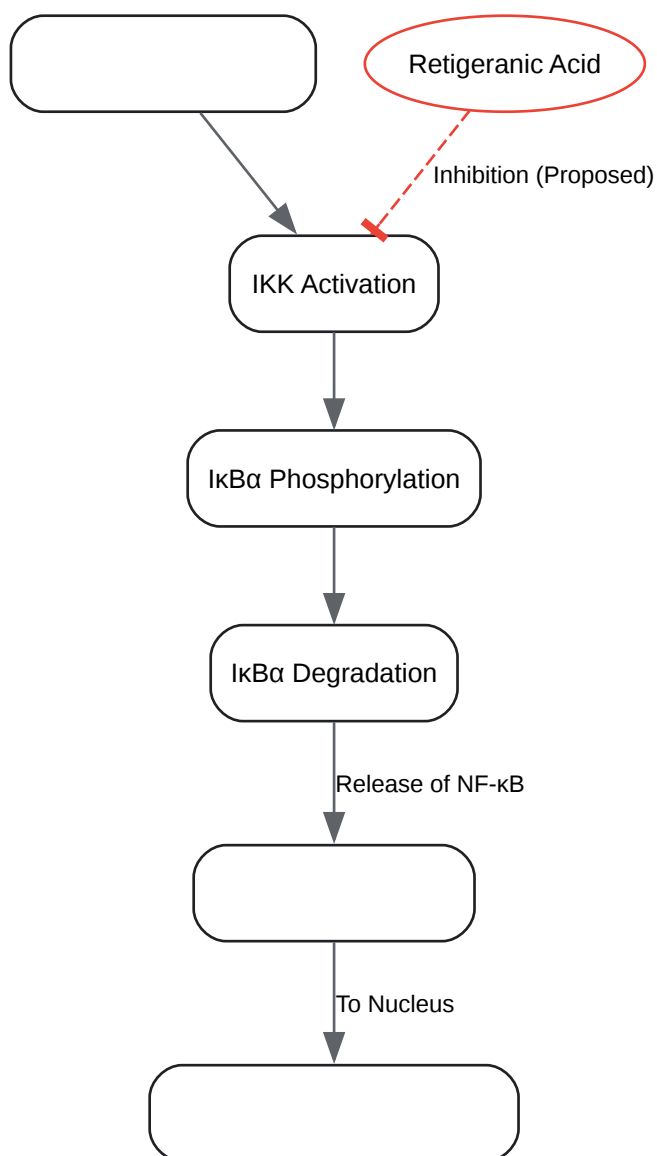 Retigeranic Acid
Inhibition (Proposed)
IKK Activation
IκBα Phosphorylation
IκBα Degradation
Release of NF-κB
To Nucleus